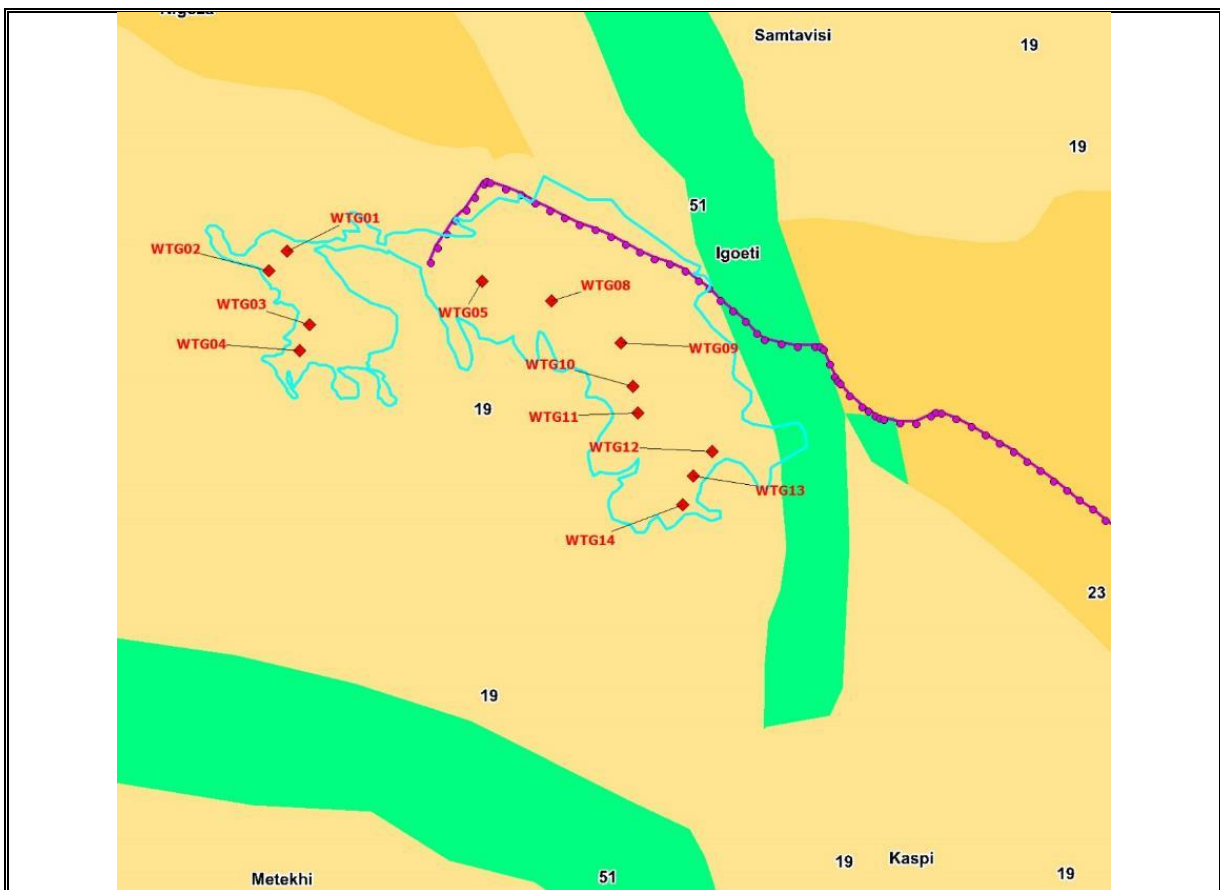 Samtavisi
19
19
51
Igoeti
WTG01
WTG02
WTG03
WTG04
WTG05
WTG08
WTG09
WTG10
WTG11
19
WTG12
WTG13
WTG14
23
19
19
Kaspi
19
Metekhi
51